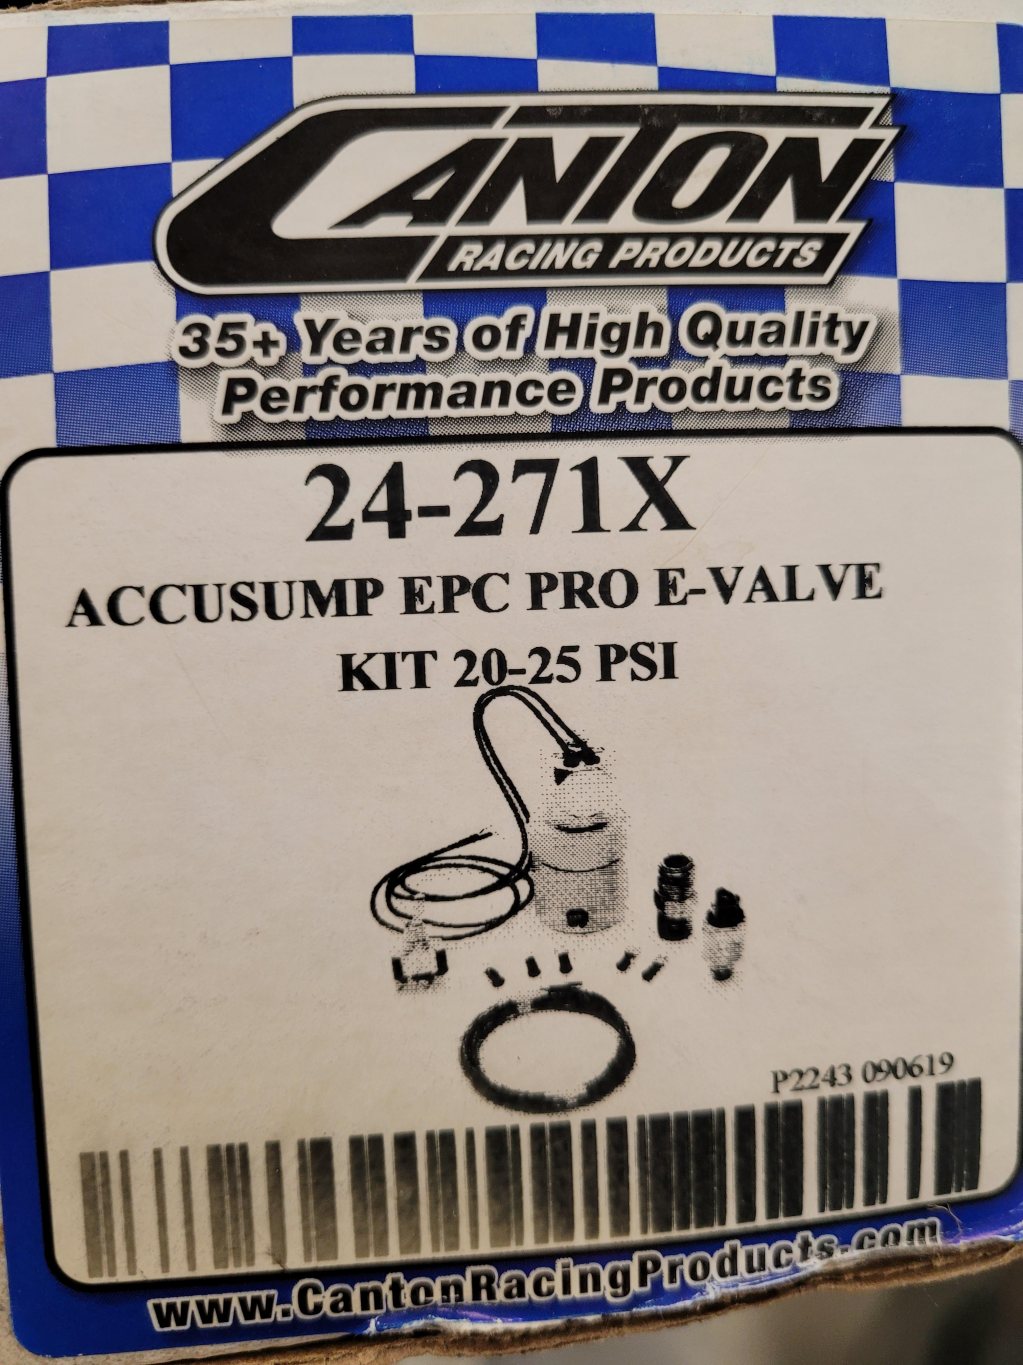 CANTON
RACING PRODUCTS
35+ Years of High Quality
Performance Products
24-271X
ACCUSUMP EPC PRO E-VALVE
KIT 20-25 PSI
P2243 090619
www.CantonRacingProducts.com